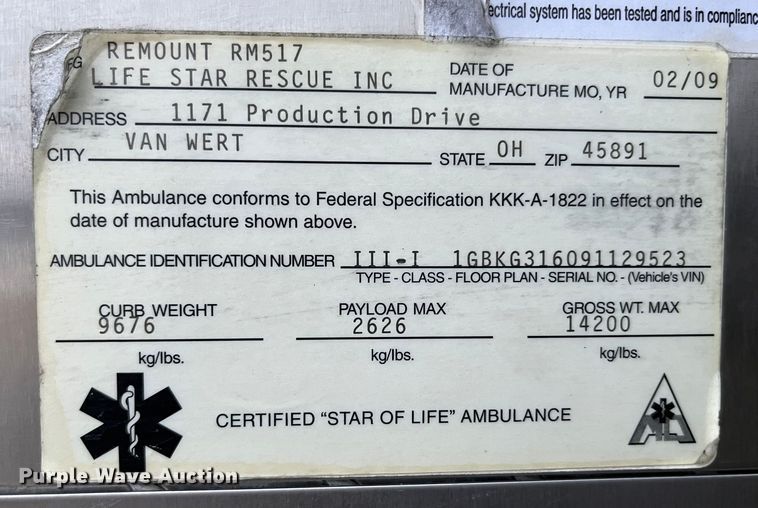 ectrical system has been tested and is in complianc
REMOUNT RM517
FG LIFE STAR RESCUE INC
DATE OF
MANUFACTURE MO, YR 02/09
ADDRESS 1171 Production Drive
CITY VAN WERT STATE OH ZIP 45891
This Ambulance conforms to Federal Specification KKK-A-1822 in effect on the
date of manufacture shown above.
AMBULANCE IDENTIFICATION NUMBER III-I 1GBKG316091129523
TYPE - CLASS - FLOOR PLAN - SERIAL NO. - (Vehicle's VIN)
CURB WEIGHT PAYLOAD MAX GROSS WT. MAX
9676 2626 14200
kg/lbs. kg/lbs. kg/lbs.
CERTIFIED "STAR OF LIFE" AMBULANCE
Purple Wave Auction